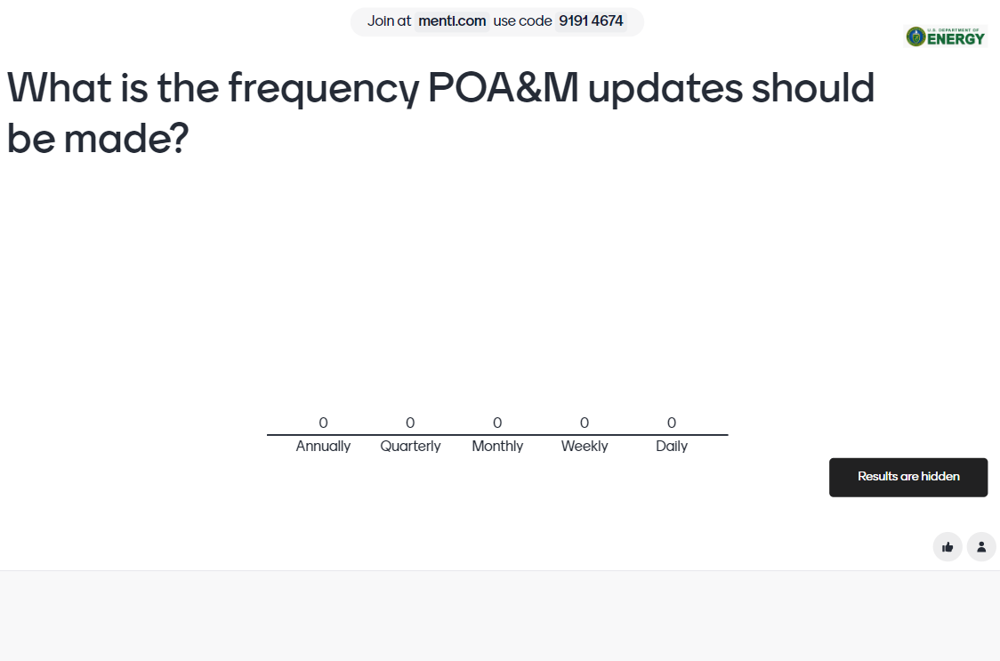 Join at menti.com use code 9191 4674
U.S. DEPARTMENT OF
ENERGY
What is the frequency POA&M updates should
be made?
0 0 0 0 0
Annually Quarterly Monthly Weekly Daily
Results are hidden